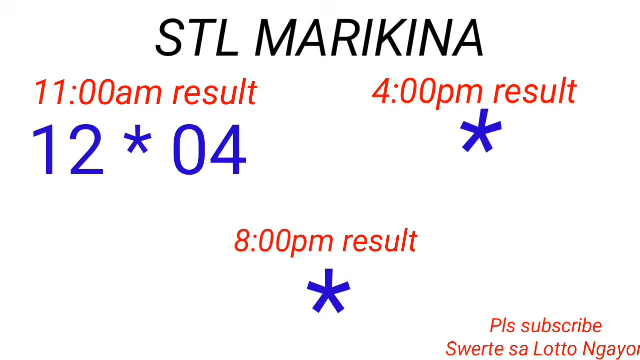 STL MARIKINA
11:00am result
12 * 04
4:00pm result
*
8:00pm result
*
Pls subscribe
Swerte sa Lotto Ngayon